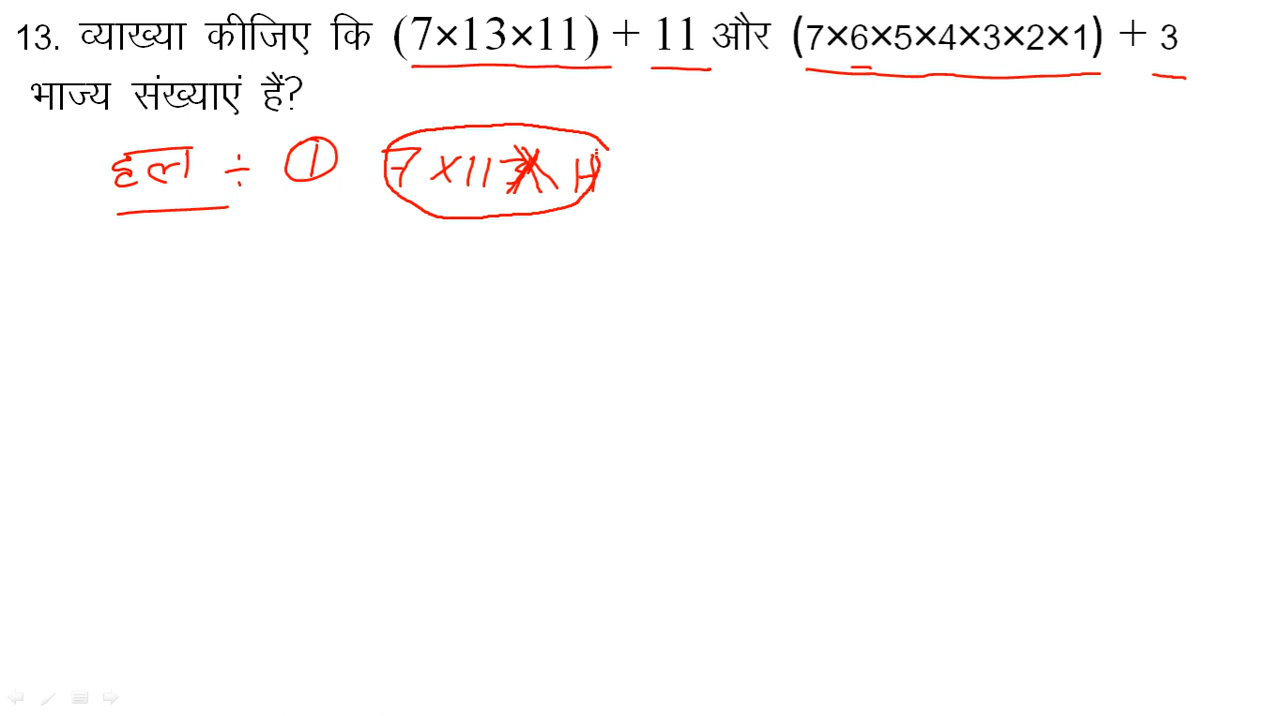 13. व्याख्या कीजिए कि (7×13×11) + 11 और (7×6×5×4×3×2×1) + 3
भाज्य संख्याएं हैं?
हल ÷ ① 7×11